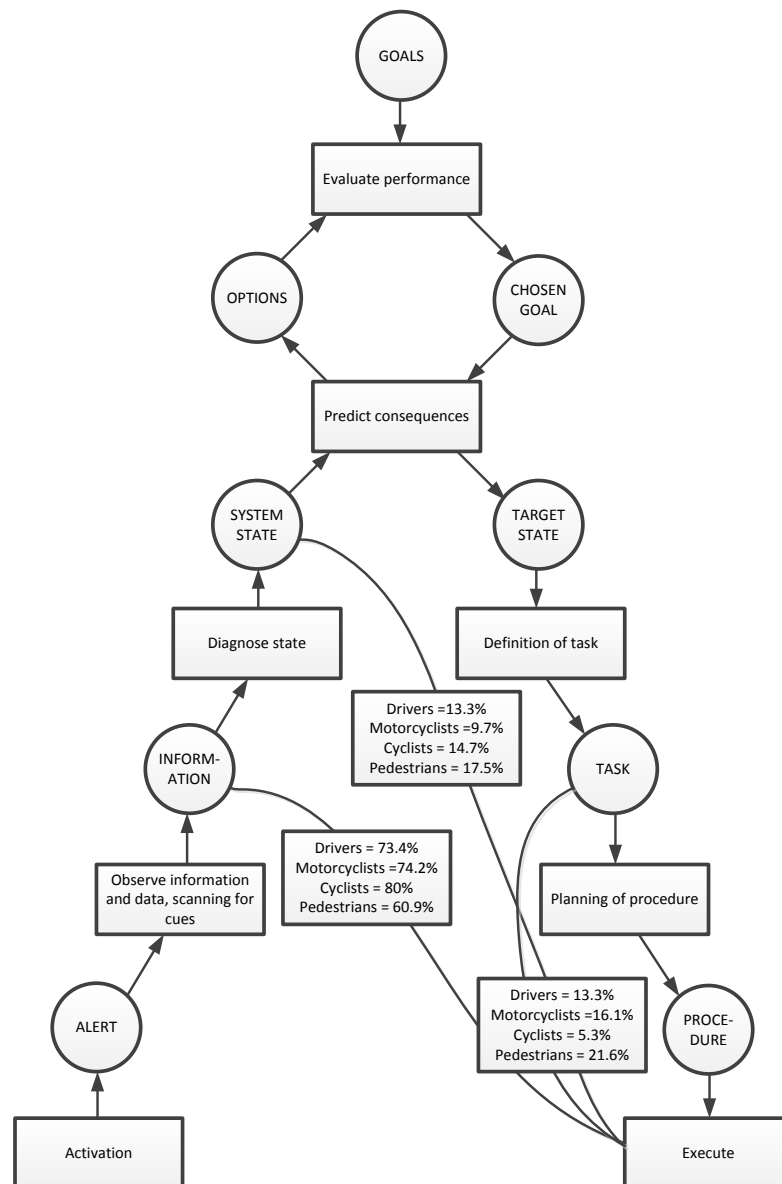 GOALS
Evaluate performance
OPTIONS
CHOSEN
GOAL
Predict consequences
SYSTEM
STATE
TARGET
STATE
Diagnose state
Definition of task
Drivers =13.3%
Motorcyclists =9.7%
Cyclists = 14.7%
Pedestrians = 17.5%
INFORM-
ATION
TASK
Drivers = 73.4%
Motorcyclists =74.2%
Cyclists = 80%
Pedestrians = 60.9%
Observe information
and data, scanning for
cues
Planning of procedure
Drivers = 13.3%
Motorcyclists =16.1%
Cyclists = 5.3%
Pedestrians = 21.6%
ALERT
PROCE-
DURE
Activation
Execute